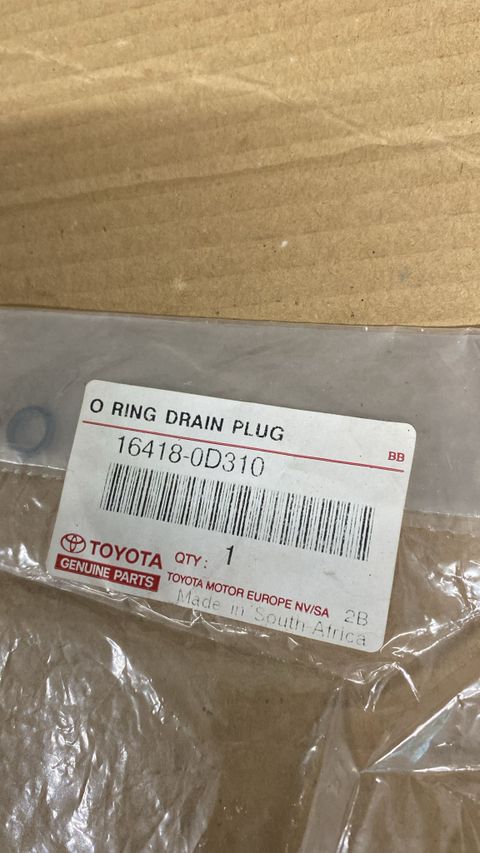 O RING DRAIN PLUG
BB
16418-0D310
TOYOTA
GENUINE PARTS
QTY: 1
TOYOTA MOTOR EUROPE NV/SA 2B
Made in South Africa